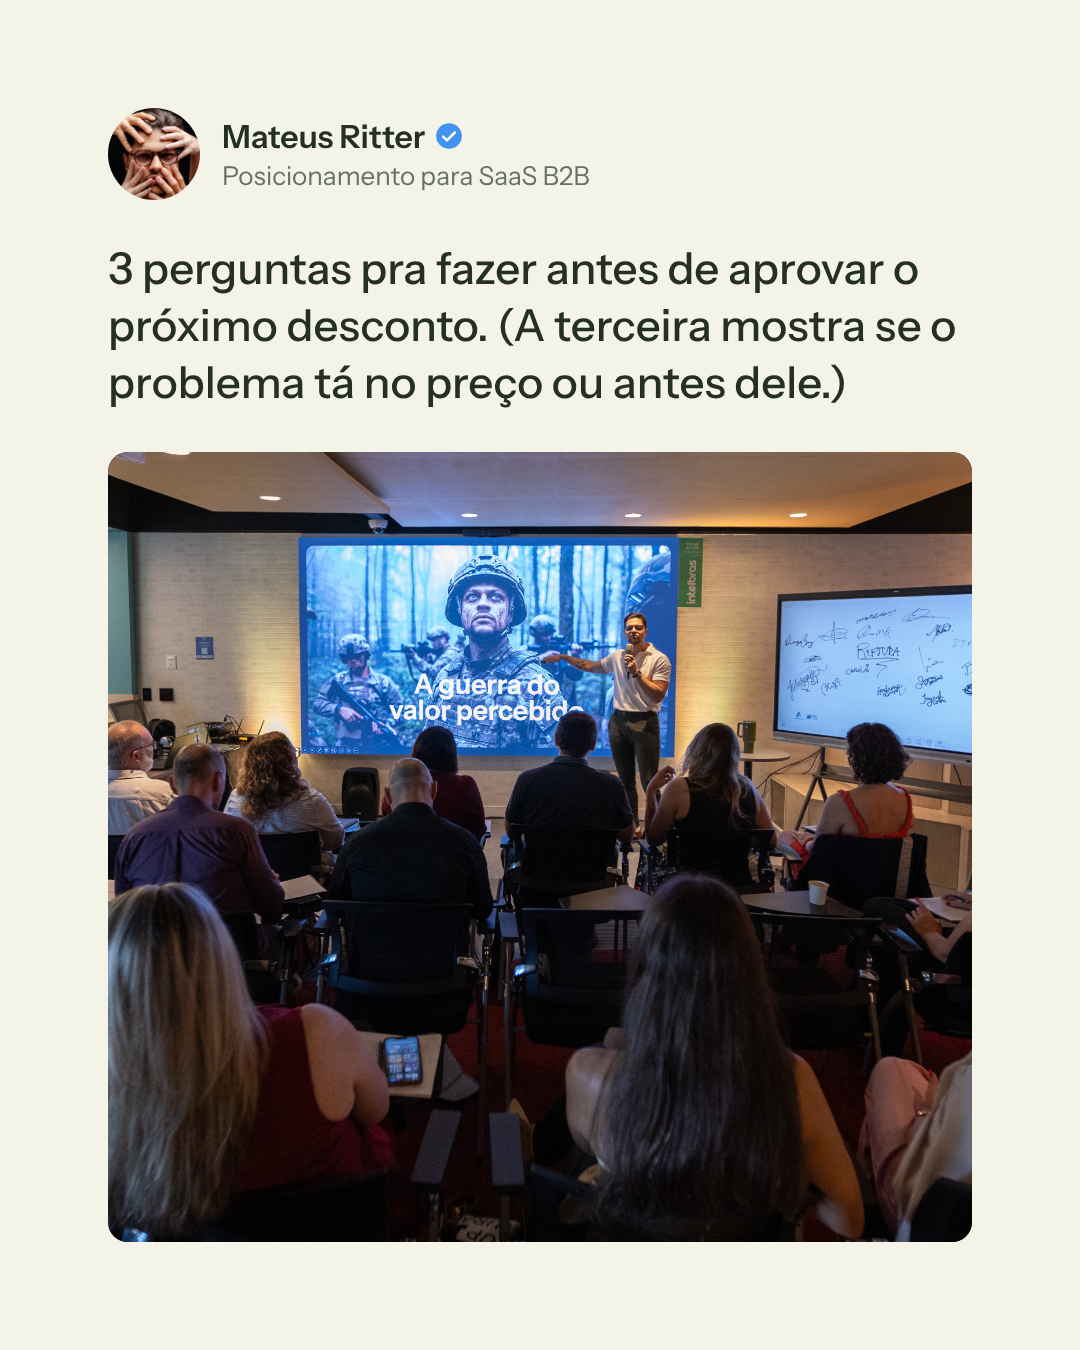 Mateus Ritter
Posicionamento para SaaS B2B
3 perguntas pra fazer antes de aprovar o
próximo desconto. (A terceira mostra se o
problema tá no preço ou antes dele.)
A guerra do
valor percebido
intelbras
RUPTURA